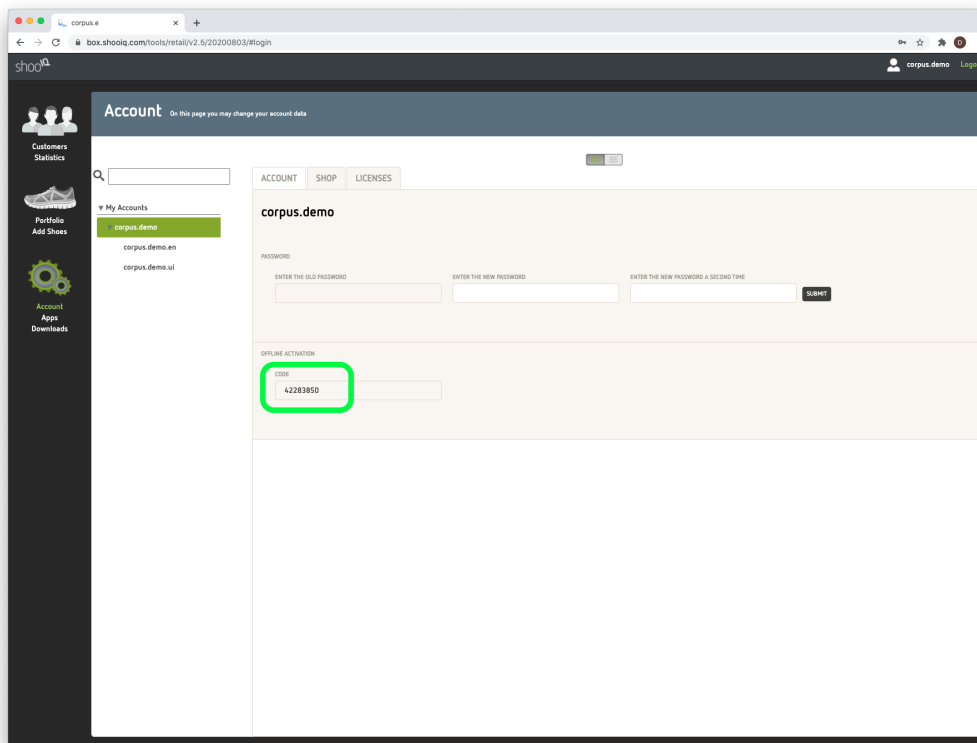 corpus.e
box.shooiq.com/tools/retail/v2.5/20200803/#login
D
shooIQ
corpus.demo Logo
Account On this page you may change your account data
Customers
Statistics
Portfolio
Add Shoes
Account
Apps
Downloads
My Accounts
corpus.demo
corpus.demo.en
corpus.demo.ui
ACCOUNT SHOP LICENSES
corpus.demo
PASSWORD
ENTER THE OLD PASSWORD ENTER THE NEW PASSWORD ENTER THE NEW PASSWORD A SECOND TIME
SUBMIT
OFFLINE ACTIVATION
CODE
42283850